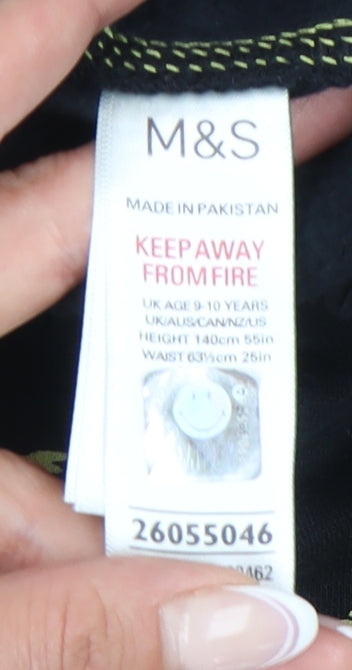 M&S
MADE IN PAKISTAN
KEEP AWAY
FROM FIRE
UK AGE 9-10 YEARS
UK/AUS/CAN/NZ/US
HEIGHT 140cm 55in
WAIST 63½cm 25in
26055046